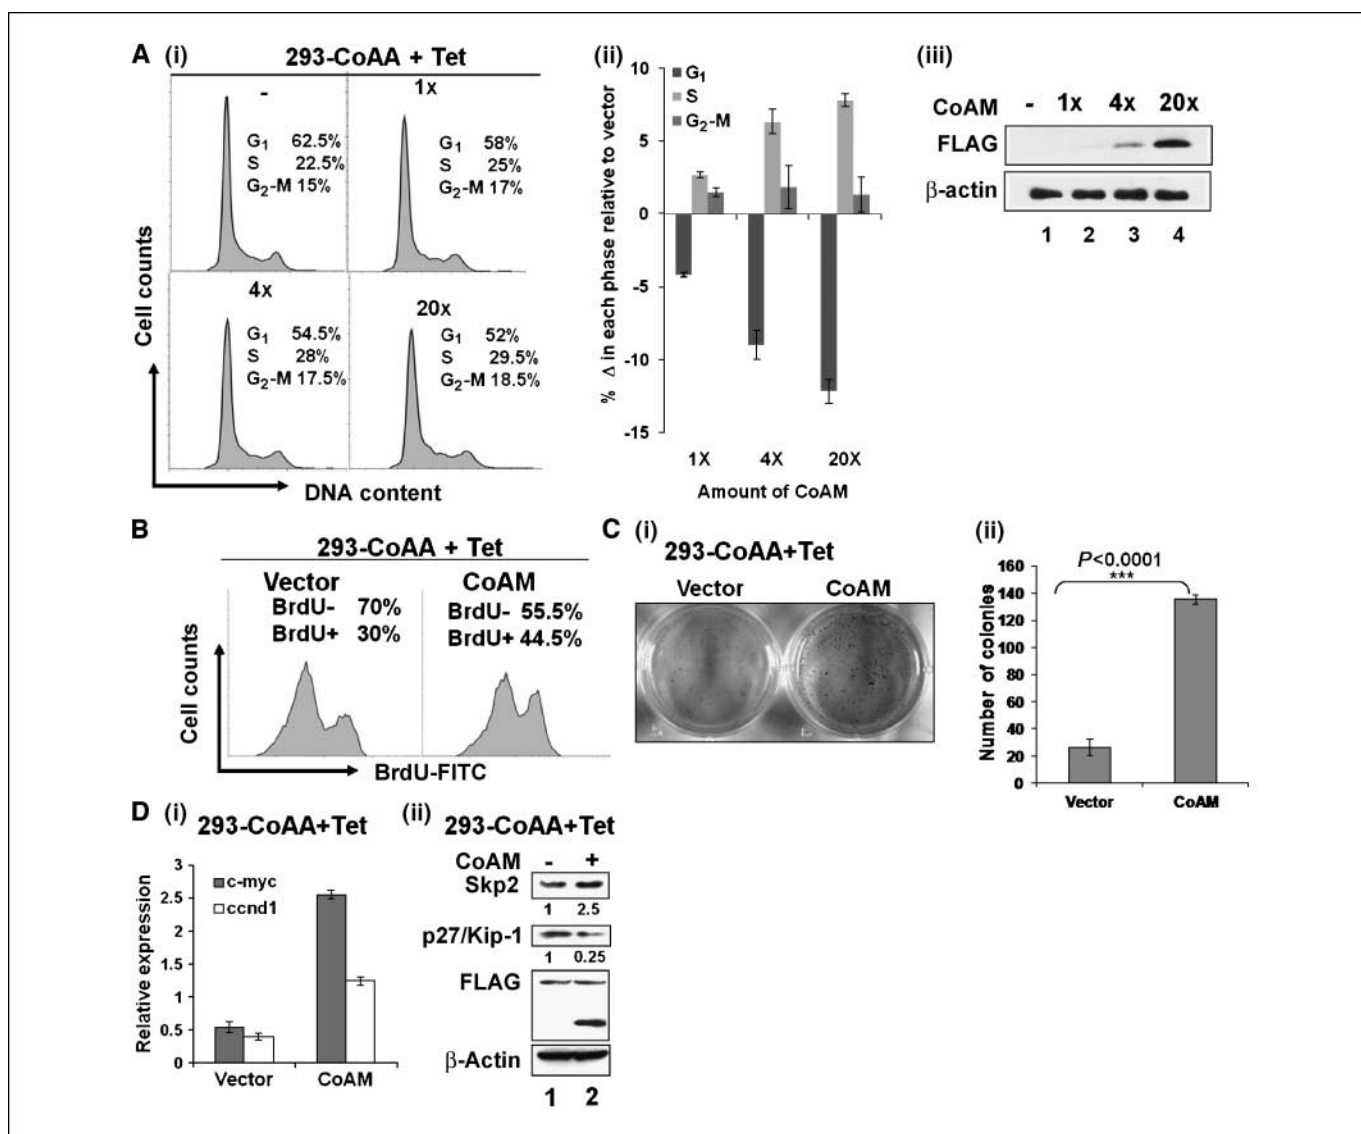 A (i) 293-CoAA + Tet
-
G1 62.5%
S 22.5%
G2-M 15%
1x
G1 58%
S 25%
G2-M 17%
4x
G1 54.5%
S 28%
G2-M 17.5%
20x
G1 52%
S 29.5%
G2-M 18.5%
Cell counts
DNA content
(ii)
% Δ in each phase relative to vector
10
5
0
-5
-10
-15
G1
S
G2-M
1X 4X 20X
Amount of CoAM
(iii)
CoAM - 1x 4x 20x
FLAG
β-actin
1 2 3 4
B
293-CoAA + Tet
Vector
BrdU- 70%
BrdU+ 30%
CoAM
BrdU- 55.5%
BrdU+ 44.5%
Cell counts
BrdU-FITC
C (i)
293-CoAA+Tet
Vector CoAM
(ii)
P<0.0001
***
Number of colonies
160
140
120
100
80
60
40
20
0
Vector CoAM
D (i) 293-CoAA+Tet
Relative expression
3
2.5
2
1.5
1
0.5
0
c-myc
ccnd1
Vector CoAM
(ii) 293-CoAA+Tet
CoAM - +
Skp2
1 2.5
p27/Kip-1
1 0.25
FLAG
β-Actin
1 2